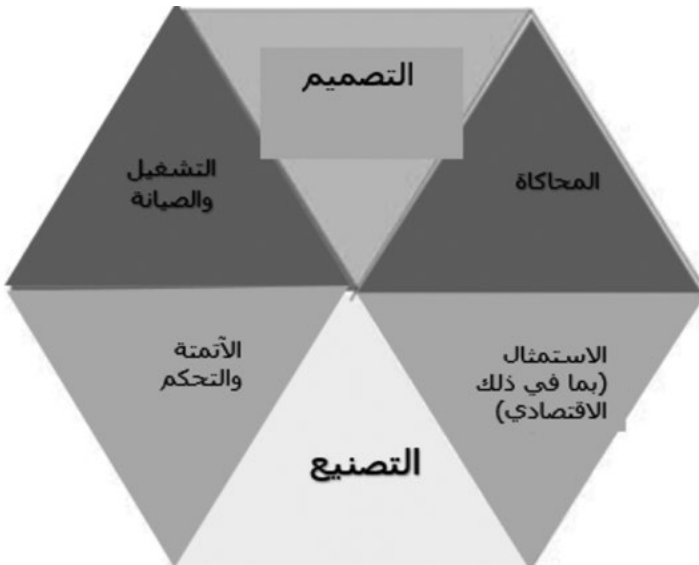 التصميم
التشغيل
والصيانة
المحاكاة
الآتمتة
والتحكم
الاستمثال
(بما في ذلك
الاقتصادي)
التصنيع